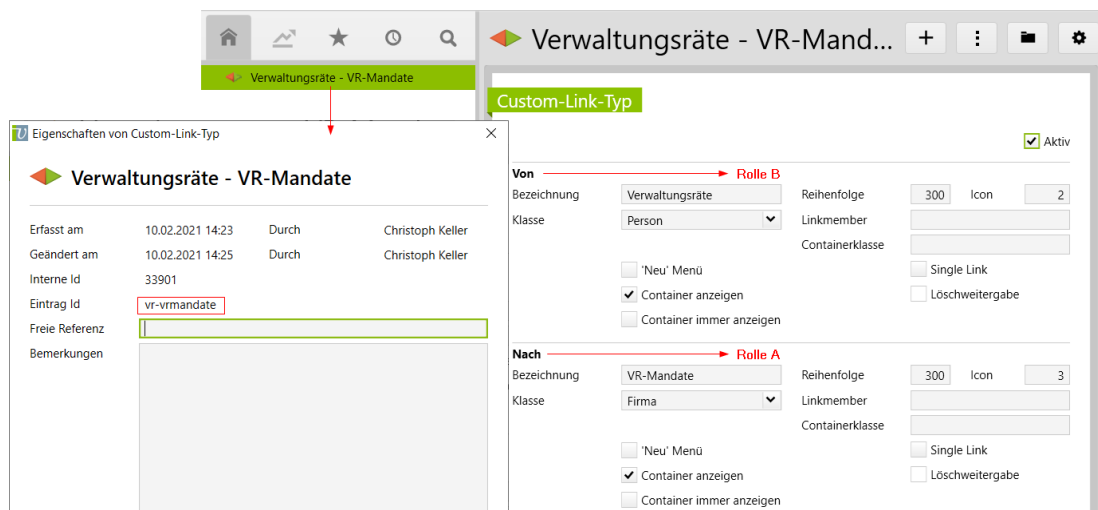 Verwaltungsräte - VR-Mand...
Verwaltungsräte - VR-Mandate
Custom-Link-Typ
Aktiv
Von Rolle B
Bezeichnung Verwaltungsräte Reihenfolge 300 Icon 2
Klasse Person Linkmember
Containerklasse
'Neu' Menü Single Link
Container anzeigen Löschweitergabe
Container immer anzeigen
Nach Rolle A
Bezeichnung VR-Mandate Reihenfolge 300 Icon 3
Klasse Firma Linkmember
Containerklasse
'Neu' Menü Single Link
Container anzeigen Löschweitergabe
Container immer anzeigen
Eigenschaften von Custom-Link-Typ
Verwaltungsräte - VR-Mandate
Erfasst am 10.02.2021 14:23 Durch Christoph Keller
Geändert am 10.02.2021 14:25 Durch Christoph Keller
Interne Id 33901
Eintrag Id vr-vrmandate
Freie Referenz
Bemerkungen